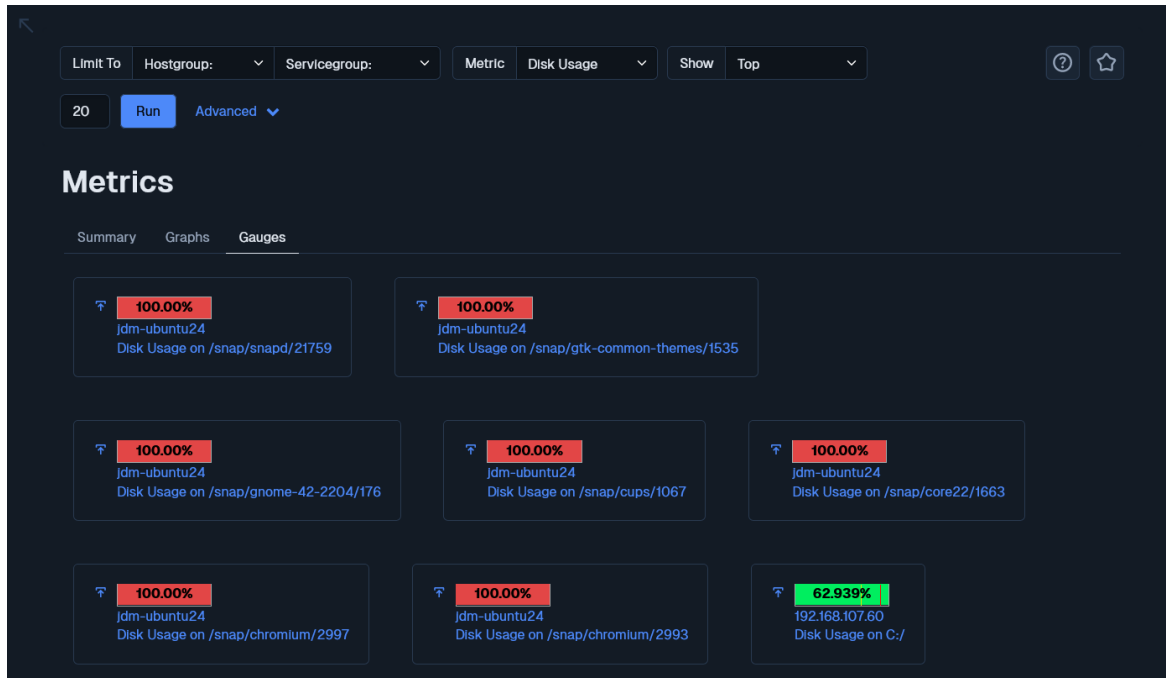 Limit To Hostgroup: Servicegroup: Metric Disk Usage Show Top
20 Run Advanced
Metrics
Summary Graphs Gauges
100.00%
jdm-ubuntu24
Disk Usage on /snap/snapd/21759
100.00%
jdm-ubuntu24
Disk Usage on /snap/gtk-common-themes/1535
100.00%
jdm-ubuntu24
Disk Usage on /snap/gnome-42-2204/176
100.00%
jdm-ubuntu24
Disk Usage on /snap/cups/1067
100.00%
jdm-ubuntu24
Disk Usage on /snap/core22/1663
100.00%
jdm-ubuntu24
Disk Usage on /snap/chromium/2997
100.00%
jdm-ubuntu24
Disk Usage on /snap/chromium/2993
62.939%
192.168.107.60
Disk Usage on C:/